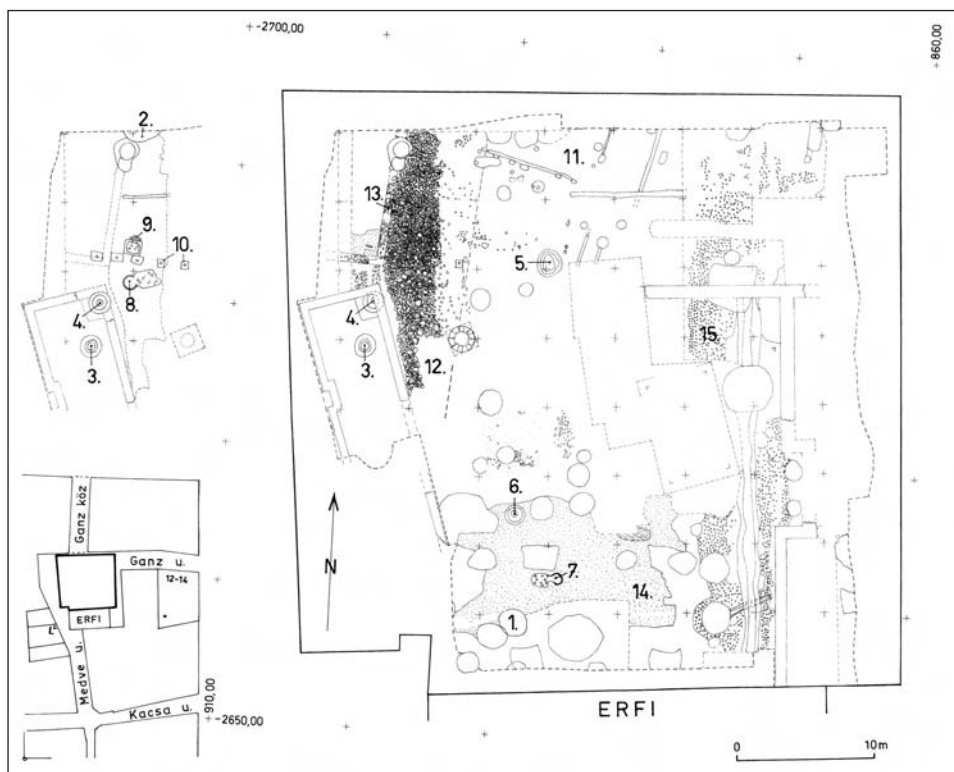 -2700,00
860,00
2.
9.
10.
8.
4.
3.
13.
11.
5.
4.
3.
12.
15.
6.
7.
14.
1.
N
Ganz köz
Ganz u.
12-14
ERFI
Medve u.
Kacsa u.
910,00
-2650,00
ERFI
0 10m